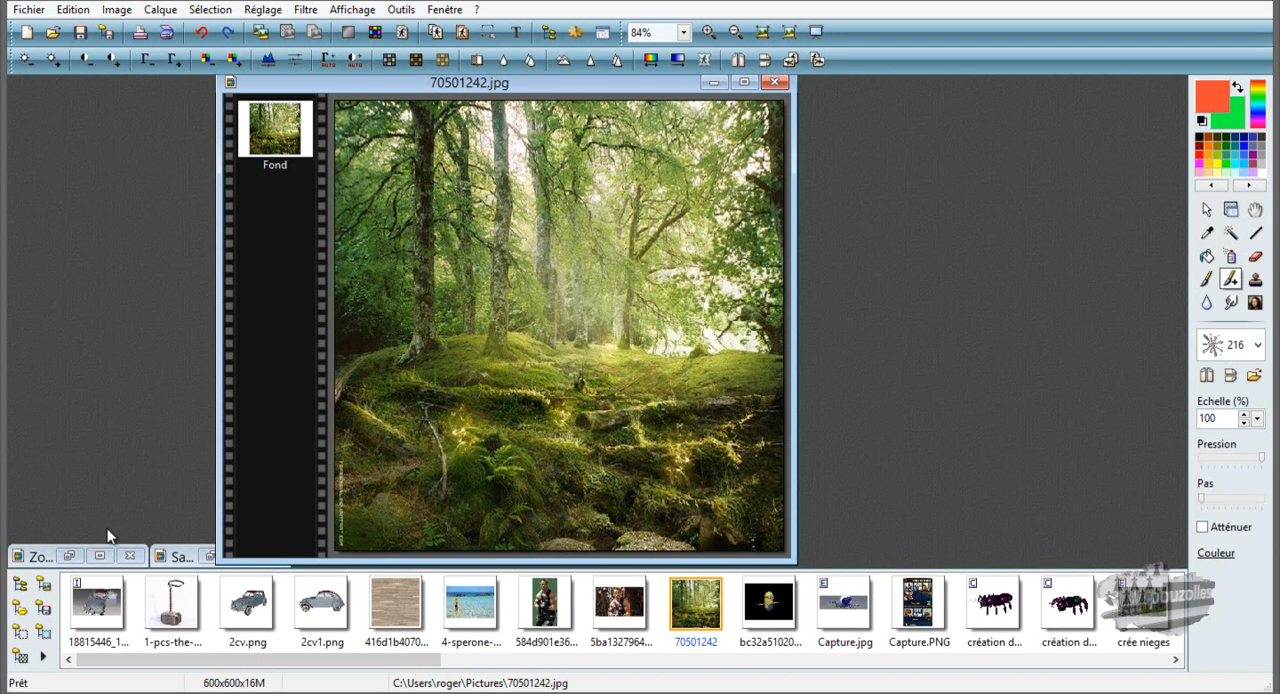 Fichier Edition Image Calque Sélection Réglage Filtre Affichage Outils Fenêtre ?
84%
AUTO AUTO
70501242.jpg
Fond
216
Echelle (%)
100
Pression
Pas
Atténuer
Couleur
Zo... Sa...
18815446_1... 1-pcs-the-... 2cv.png 2cv1.png 416d1b4070... 4-sperone-... 584d901e36... 5ba1327964... 70501242 bc32a51020... Capture.jpg Capture.PNG création d... création d... crée nieges
Prêt 600x600x16M C:\Users\roger\Pictures\70501242.jpg